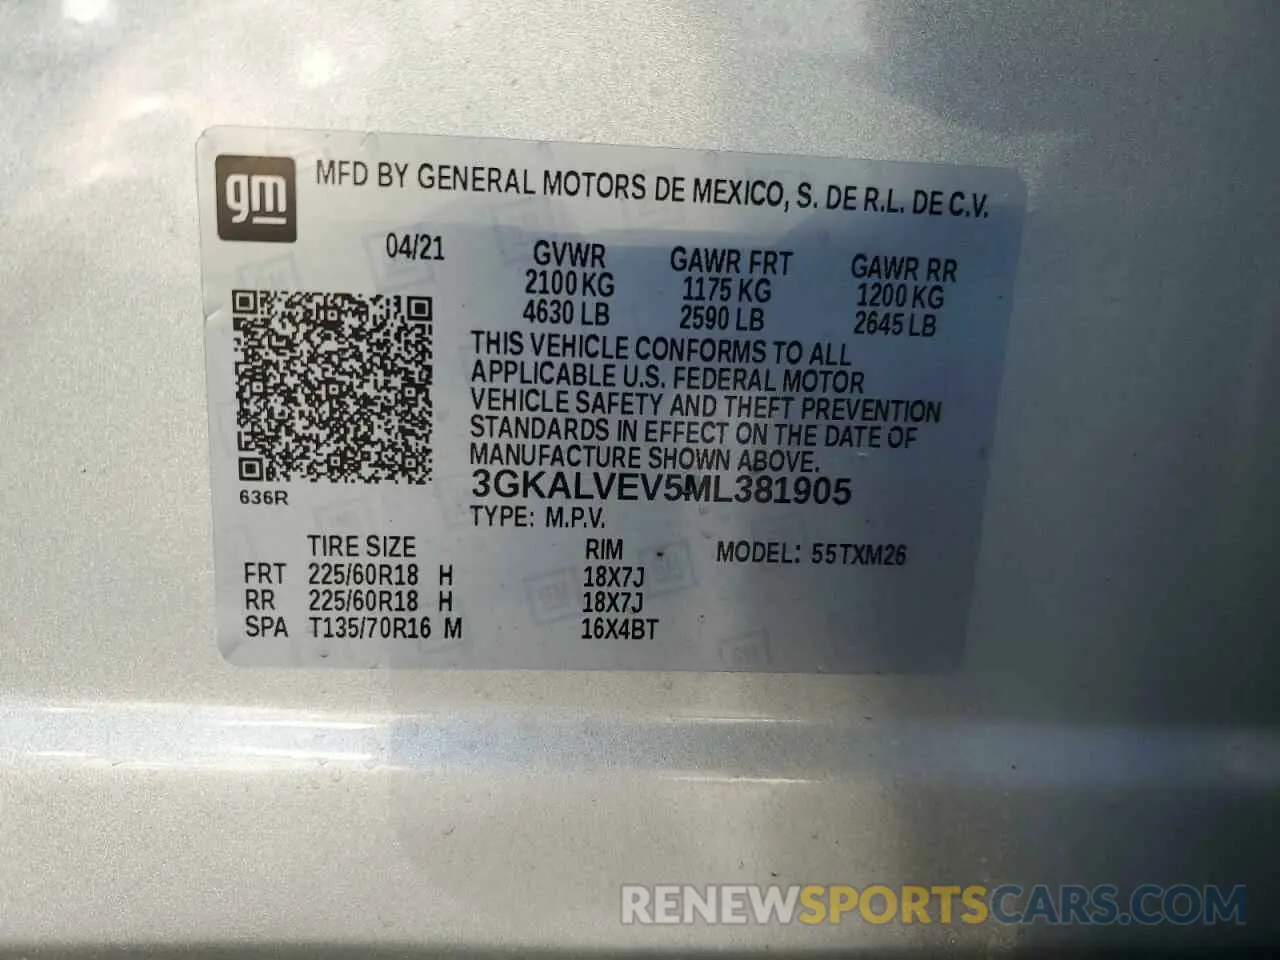 gm
MFD BY GENERAL MOTORS DE MEXICO, S. DE R.L. DE C.V.
04/21
GVWR GAWR FRT GAWR RR
2100 KG 1175 KG 1200 KG
4630 LB 2590 LB 2645 LB
THIS VEHICLE CONFORMS TO ALL
APPLICABLE U.S. FEDERAL MOTOR
VEHICLE SAFETY AND THEFT PREVENTION
STANDARDS IN EFFECT ON THE DATE OF
MANUFACTURE SHOWN ABOVE.
3GKALVEV5ML381905
636R
TYPE: M.P.V.
TIRE SIZE RIM MODEL: 55TXM26
FRT 225/60R18 H 18X7J
RR 225/60R18 H 18X7J
SPA T135/70R16 M 16X4BT
RENEWSPORTSCARS.COM